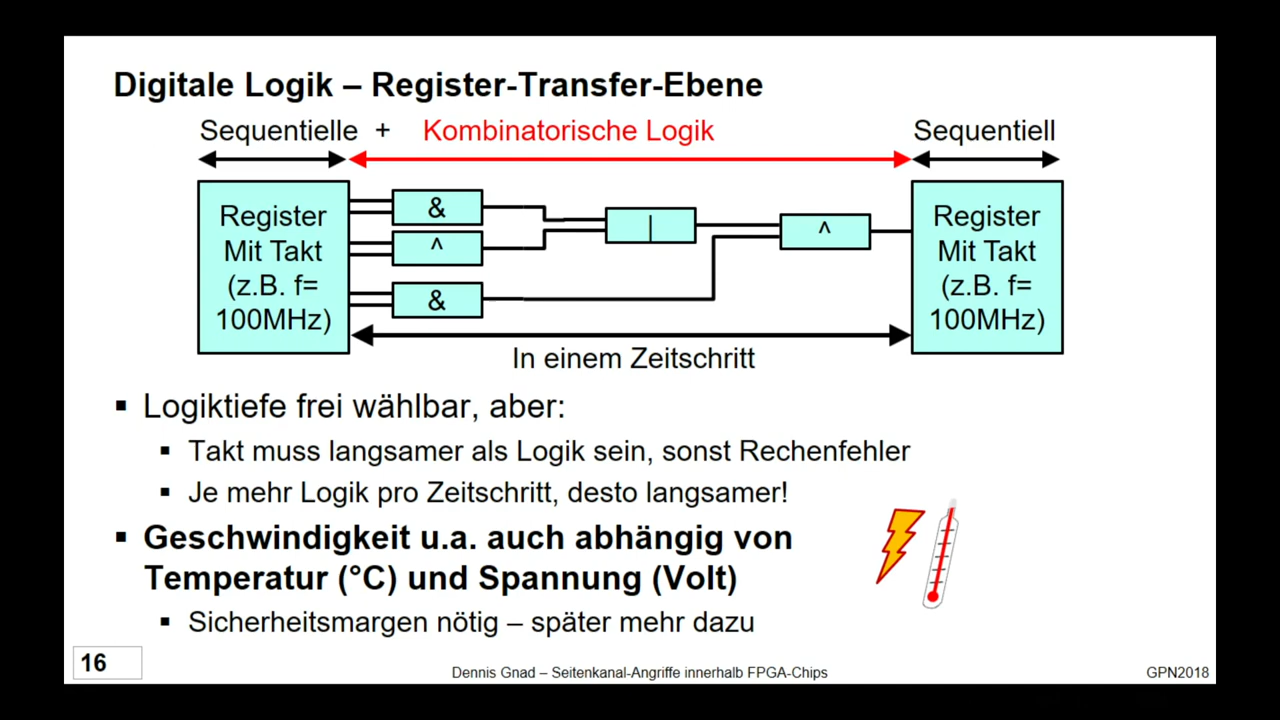 Digitale Logik – Register-Transfer-Ebene
Sequentielle + Kombinatorische Logik
Sequentiell
Register
Mit Takt
(z.B. f=
100MHz)
&
^
&
|
^
Register
Mit Takt
(z.B. f=
100MHz)
In einem Zeitschritt
▪ Logiktiefe frei wählbar, aber:
▪ Takt muss langsamer als Logik sein, sonst Rechenfehler
▪ Je mehr Logik pro Zeitschritt, desto langsamer!
▪ Geschwindigkeit u.a. auch abhängig von
Temperatur (°C) und Spannung (Volt)
▪ Sicherheitsmargen nötig – später mehr dazu
16
Dennis Gnad – Seitenkanal-Angriffe innerhalb FPGA-Chips
GPN2018